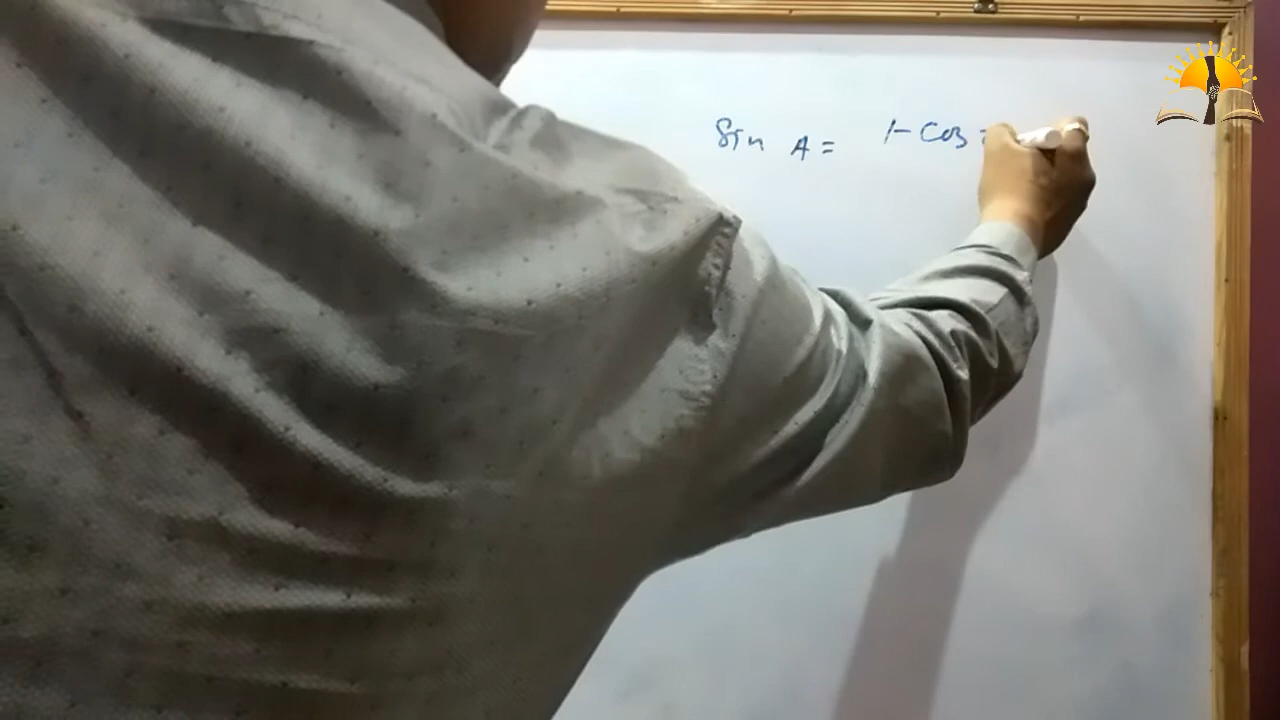 Sin A = 1 - Cos